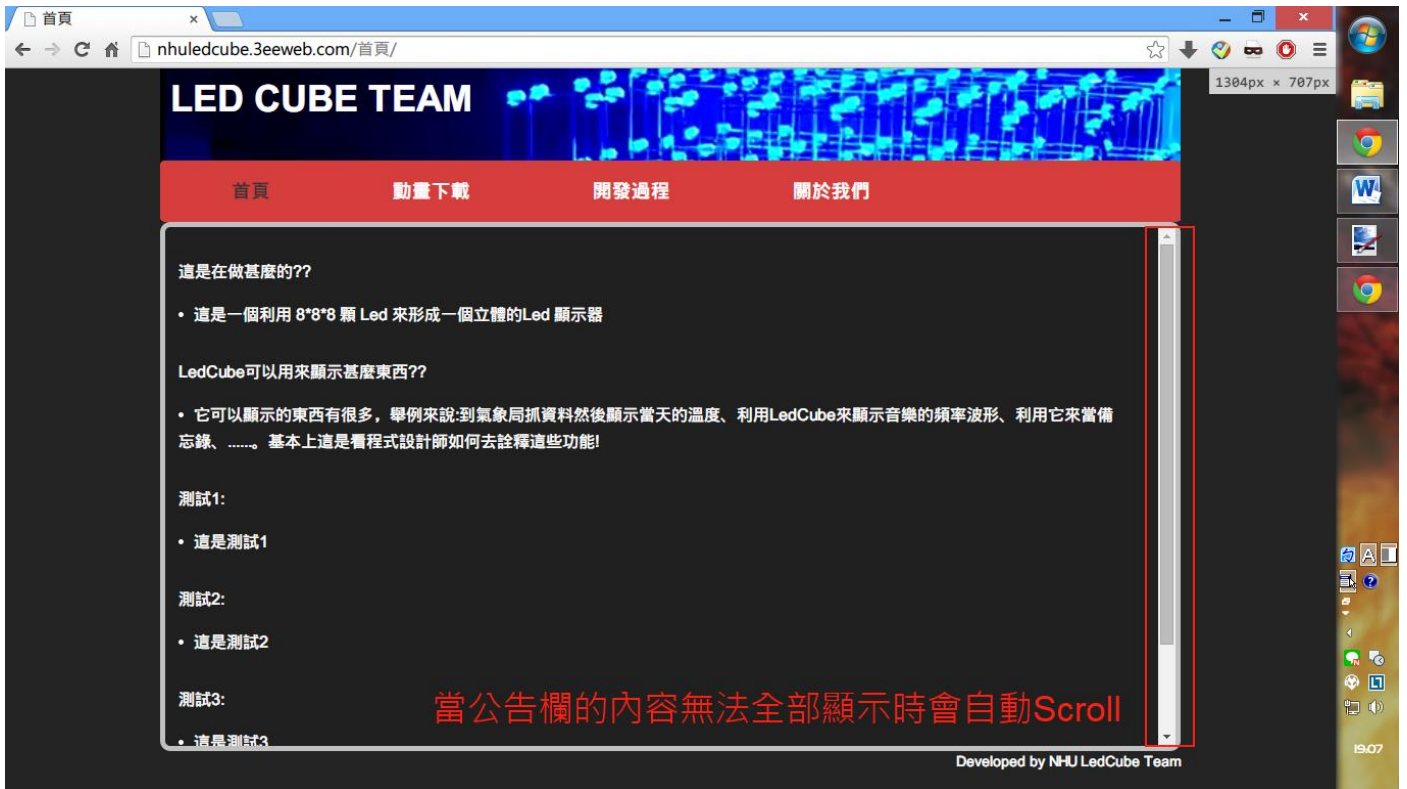 首頁
nhuledcube.3eeweb.com/首頁/
1304px × 707px
LED CUBE TEAM
首頁 動畫下載 開發過程 關於我們
這是在做甚麼的??
• 這是一個利用 8*8*8 顆 Led 來形成一個立體的Led 顯示器
LedCube可以用來顯示甚麼東西??
• 它可以顯示的東西有很多，舉例來說:到氣象局抓資料然後顯示當天的溫度、利用LedCube來顯示音樂的頻率波形、利用它來當備
忘錄、......。基本上這是看程式設計師如何去詮釋這些功能!
測試1:
• 這是測試1
測試2:
• 這是測試2
測試3:
當公告欄的內容無法全部顯示時會自動Scroll
• 這是測試3
Developed by NHU LedCube Team
19:07